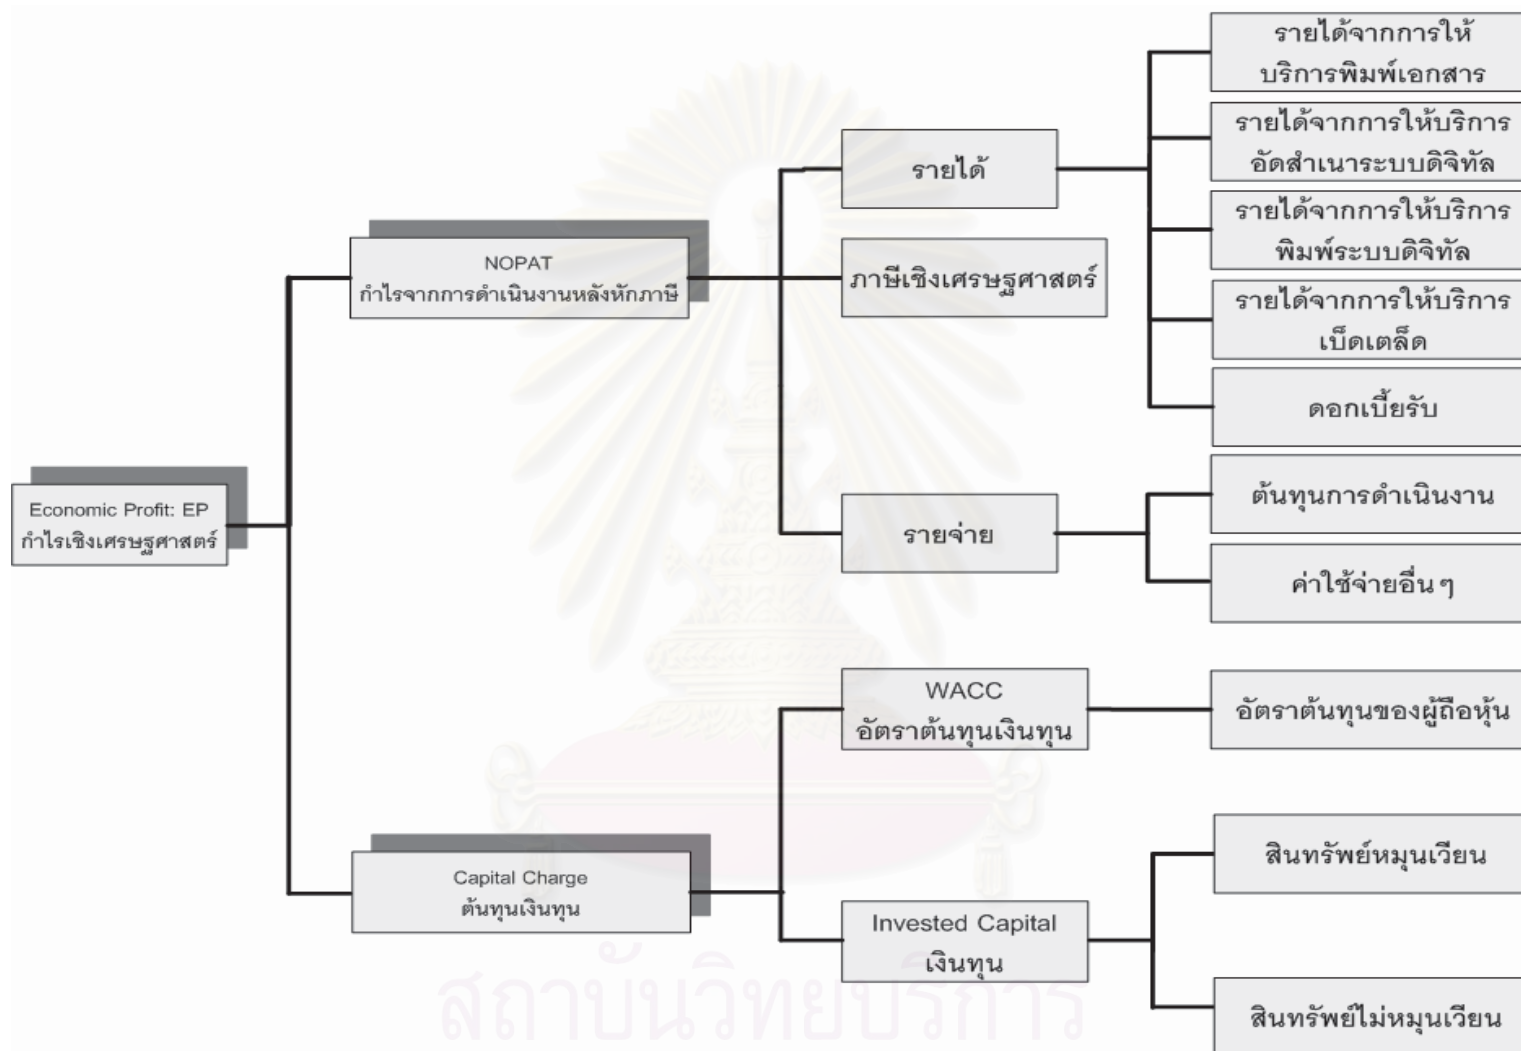 รายได้จากการให้
บริการพิมพ์เอกสาร
รายได้จากการให้บริการ
อัดสำเนาระบบดิจิทัล
รายได้
รายได้จากการให้บริการ
พิมพ์ระบบดิจิทัล
NOPAT
กำไรจากการดำเนินงานหลังหักภาษี
ภาษีเชิงเศรษฐศาสตร์
รายได้จากการให้บริการ
เบ็ดเตล็ด
ดอกเบี้ยรับ
Economic Profit: EP
กำไรเชิงเศรษฐศาสตร์
รายจ่าย
ต้นทุนการดำเนินงาน
ค่าใช้จ่ายอื่นๆ
WACC
อัตราต้นทุนเงินทุน
อัตราต้นทุนของผู้ถือหุ้น
Capital Charge
ต้นทุนเงินทุน
สินทรัพย์หมุนเวียน
Invested Capital
เงินทุน
สินทรัพย์ไม่หมุนเวียน
สถาบันวิทยบริการ